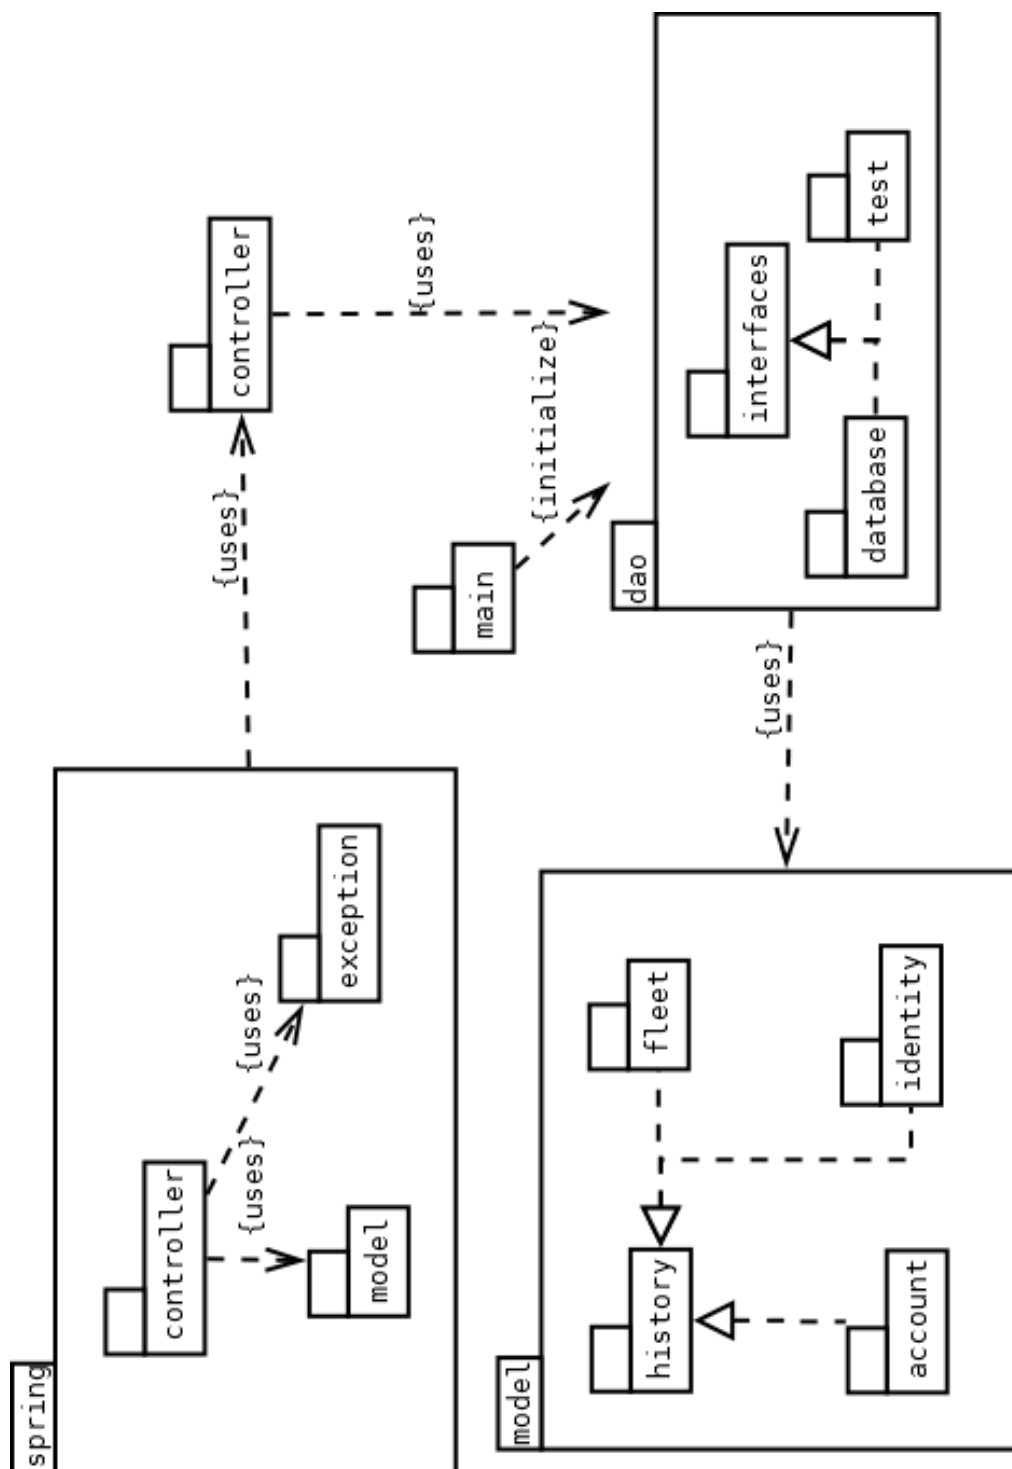 spring
controller
{uses}
model
{uses}
exception
{uses}
controller
{uses}
main
{initialize}
dao
interfaces
database
test
{uses}
model
history
fleet
account
identity